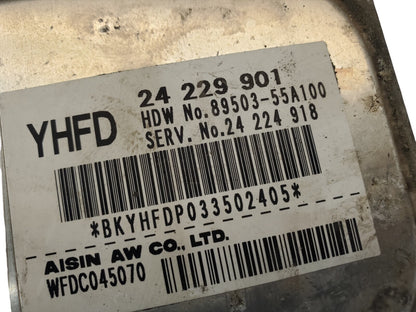 24 229 901
YHFD
HDW No.89503-55A100
SERV. No.24 224 918
*BKYHFDP033502405*
AISIN AW CO., LTD.
WFDC045070